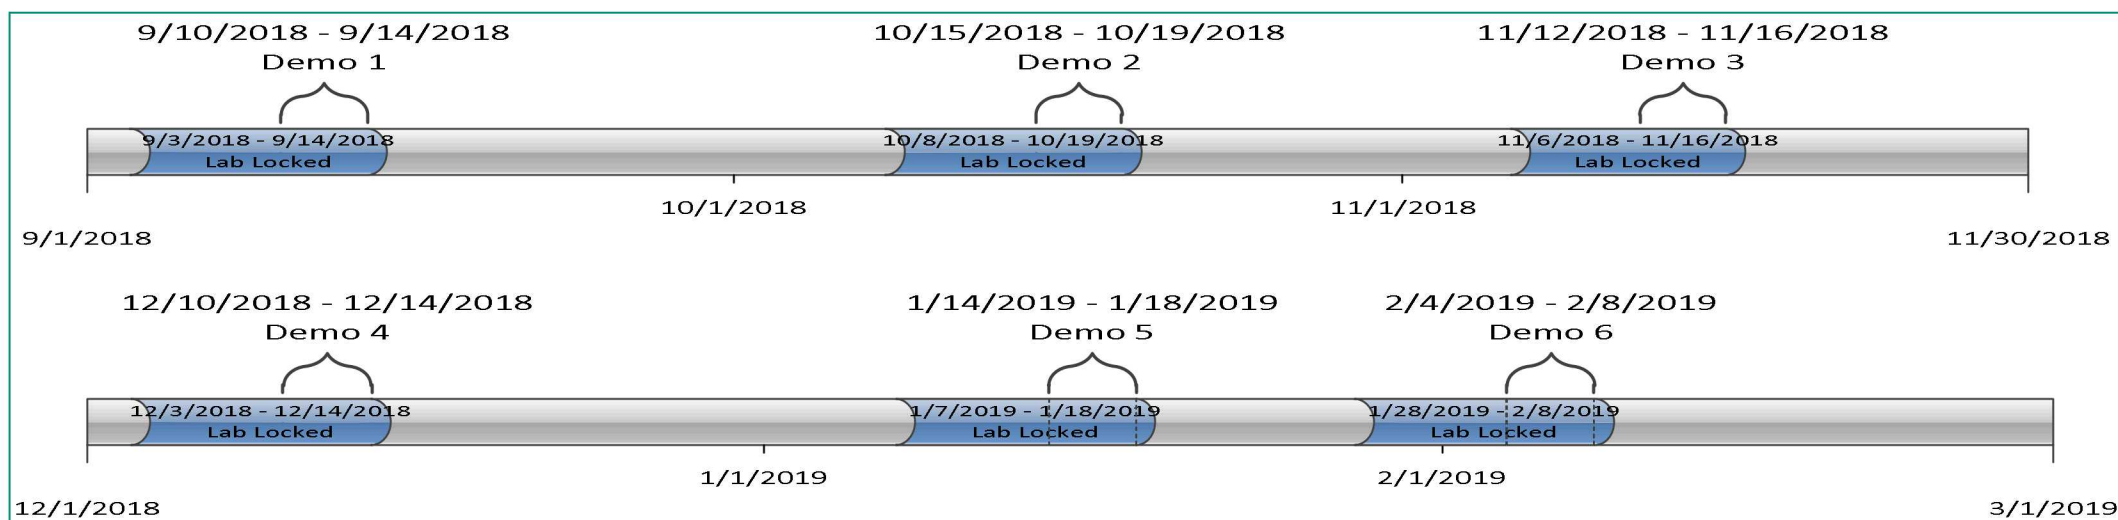 9/10/2018 - 9/14/2018
Demo 1
10/15/2018 - 10/19/2018
Demo 2
11/12/2018 - 11/16/2018
Demo 3
9/3/2018 - 9/14/2018
Lab Locked
10/8/2018 - 10/19/2018
Lab Locked
11/6/2018 - 11/16/2018
Lab Locked
10/1/2018
11/1/2018
9/1/2018
11/30/2018
12/10/2018 - 12/14/2018
Demo 4
1/14/2019 - 1/18/2019
Demo 5
2/4/2019 - 2/8/2019
Demo 6
12/3/2018 - 12/14/2018
Lab Locked
1/7/2019 - 1/18/2019
Lab Locked
1/28/2019 - 2/8/2019
Lab Locked
1/1/2019
2/1/2019
12/1/2018
3/1/2019